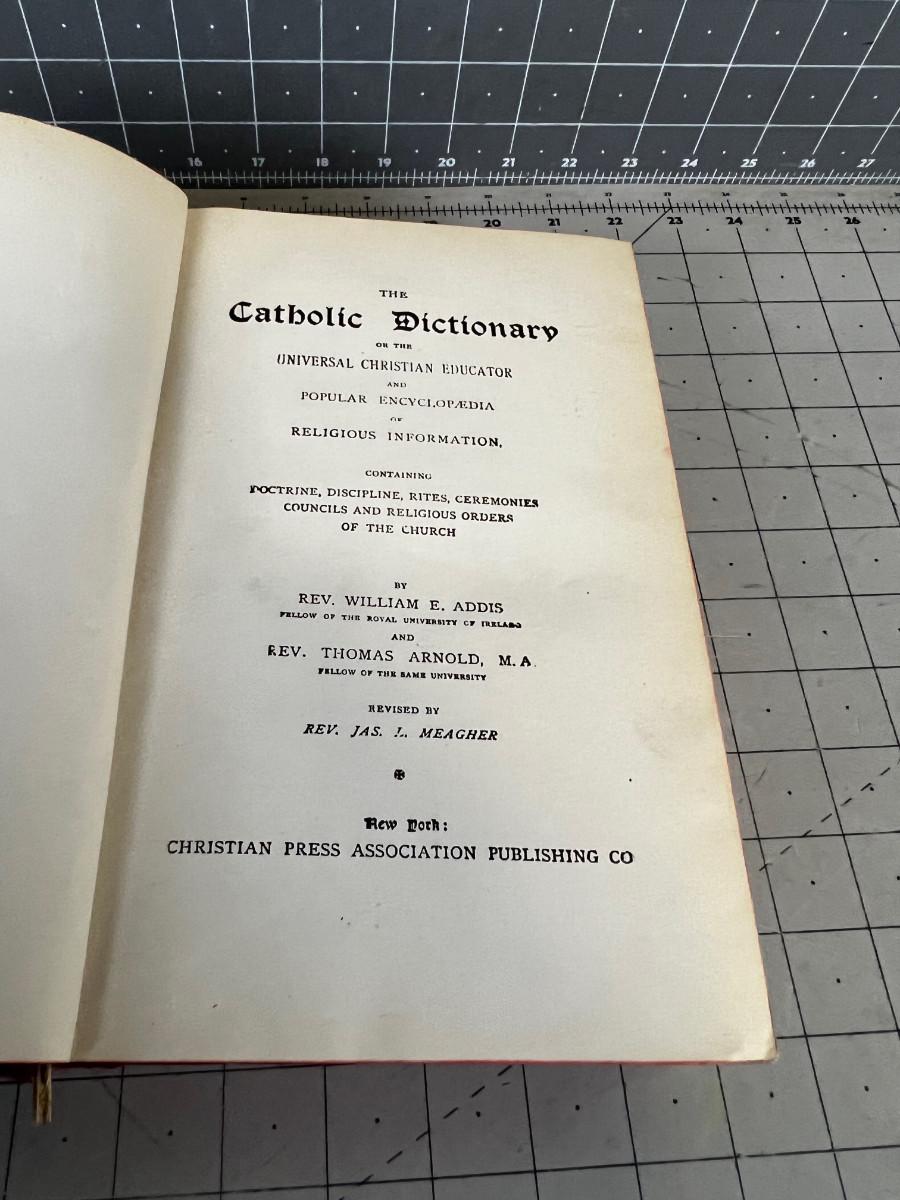 16 17 18 19 20 21 22 23 24 25 26 27
20 21 22 23 24 25 26
THE
Catholic Dictionary
OR THE
UNIVERSAL CHRISTIAN EDUCATOR
AND
POPULAR ENCYCLOPÆDIA
OF
RELIGIOUS INFORMATION,
CONTAINING
DOCTRINE, DISCIPLINE, RITES, CEREMONIES
COUNCILS AND RELIGIOUS ORDERS
OF THE CHURCH
BY
REV. WILLIAM E. ADDIS
FELLOW OF THE ROYAL UNIVERSITY OF IRELAND
AND
REV. THOMAS ARNOLD, M.A.
FELLOW OF THE SAME UNIVERSITY
REVISED BY
REV. JAS. L. MEAGHER
New York:
CHRISTIAN PRESS ASSOCIATION PUBLISHING CO